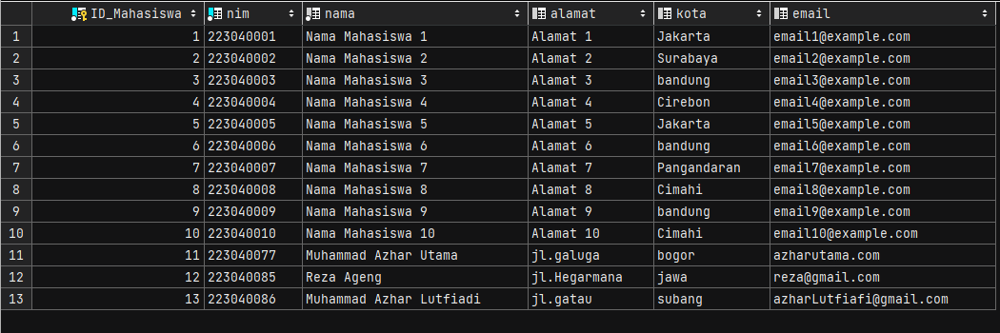 ID_Mahasiswa nim nama alamat kota email
1 1 223040001 Nama Mahasiswa 1 Alamat 1 Jakarta email1@example.com
2 2 223040002 Nama Mahasiswa 2 Alamat 2 Surabaya email2@example.com
3 3 223040003 Nama Mahasiswa 3 Alamat 3 bandung email3@example.com
4 4 223040004 Nama Mahasiswa 4 Alamat 4 Cirebon email4@example.com
5 5 223040005 Nama Mahasiswa 5 Alamat 5 Jakarta email5@example.com
6 6 223040006 Nama Mahasiswa 6 Alamat 6 bandung email6@example.com
7 7 223040007 Nama Mahasiswa 7 Alamat 7 Pangandaran email7@example.com
8 8 223040008 Nama Mahasiswa 8 Alamat 8 Cimahi email8@example.com
9 9 223040009 Nama Mahasiswa 9 Alamat 9 bandung email9@example.com
10 10 223040010 Nama Mahasiswa 10 Alamat 10 Cimahi email10@example.com
11 11 223040077 Muhammad Azhar Utama jl.galuga bogor azharutama.com
12 12 223040085 Reza Ageng jl.Hegarmana jawa reza@gmail.com
13 13 223040086 Muhammad Azhar Lutfiadi jl.gatau subang azharLutfiafi@gmail.com